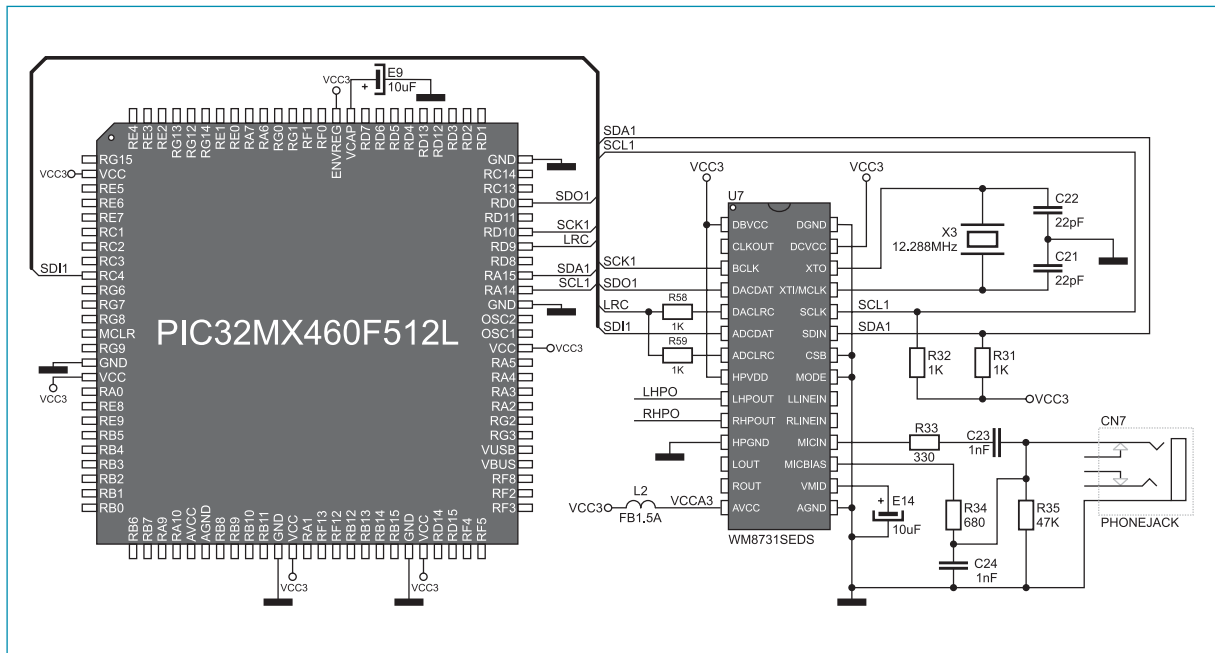 VCC3
E9
+
10uF
RE4
RE3
RE2
RG13
RG12
RG14
RE1
RE0
RA7
RA6
RG0
RG1
RF1
RF0
ENVREG
VCAP
RD7
RD6
RD5
RD4
RD13
RD12
RD3
RD2
RD1
RG15
VCC3
VCC
RE5
RE6
RE7
RC1
RC2
RC3
SDI1
RC4
RG6
RG7
RG8
MCLR
RG9
GND
VCC
VCC3
RA0
RE8
RE9
RB5
RB4
RB3
RB2
RB1
RB0
PIC32MX460F512L
GND
RC14
RC13
RD0
RD11
RD10
RD9
RD8
RA15
RA14
GND
OSC2
OSC1
VCC
VCC3
RA5
RA4
RA3
RA2
RG2
RG3
VUSB
VBUS
RF8
RF2
RF3
RB6
RB7
RA9
RA10
AVCC
AGND
RB8
RB9
RB10
RB11
GND
VCC
RA1
RF13
RF12
RB12
RB13
RB14
RB15
GND
VCC
RD14
RD15
RF4
RF5
VCC3
VCC3
SDO1
SCK1
LRC
SDA1
SCL1
SDA1
SCL1
VCC3
VCC3
U7
SCK1
SDO1
LRC
SDI1
R58
1K
R59
1K
LHPO
RHPO
VCC3
L2
FB1.5A
VCCA3
DBVCC
CLKOUT
BCLK
DACDAT
DACLRC
ADCDAT
ADCLRC
HPVDD
LHPOUT
RHPOUT
HPGND
LOUT
ROUT
AVCC
DGND
DCVCC
XTO
XTI/MCLK
SCLK
SDIN
CSB
MODE
LLINEIN
RLINEIN
MICIN
MICBIAS
VMID
AGND
WM8731SEDS
X3
12.288MHz
C22
22pF
C21
22pF
SCL1
SDA1
R32
1K
R31
1K
VCC3
R33
330
C23
1nF
CN7
PHONEJACK
E14
+
10uF
R34
680
R35
47K
C24
1nF